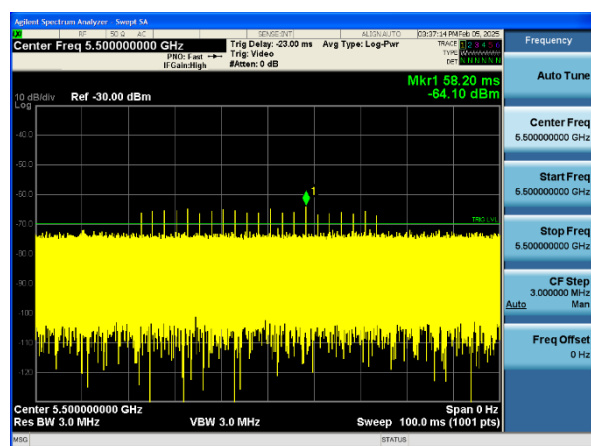 Agilent Spectrum Analyzer - Swept SA
RF 50 Ω AC SENSE:INT ALIGN AUTO 03:37:14 PM Feb 05, 2025
Center Freq 5.500000000 GHz
PNO: Fast
IFGain:High
Trig Delay: -23.00 ms
Trig: Video
#Atten: 0 dB
Avg Type: Log-Pwr
TRACE 1 2 3 4 5 6
TYPE
DET N N N N N N
Mkr1 58.20 ms
-64.10 dBm
10 dB/div Ref -30.00 dBm
Log
-40.0
-50.0
-60.0
-70.0
-80.0
-90.0
-100
-110
-120
1
TRIG LVL
Center 5.500000000 GHz Span 0 Hz
Res BW 3.0 MHz VBW 3.0 MHz Sweep 100.0 ms (1001 pts)
MSG STATUS
Frequency
Auto Tune
Center Freq
5.500000000 GHz
Start Freq
5.500000000 GHz
Stop Freq
5.500000000 GHz
CF Step
3.000000 MHz
Auto Man
Freq Offset
0 Hz